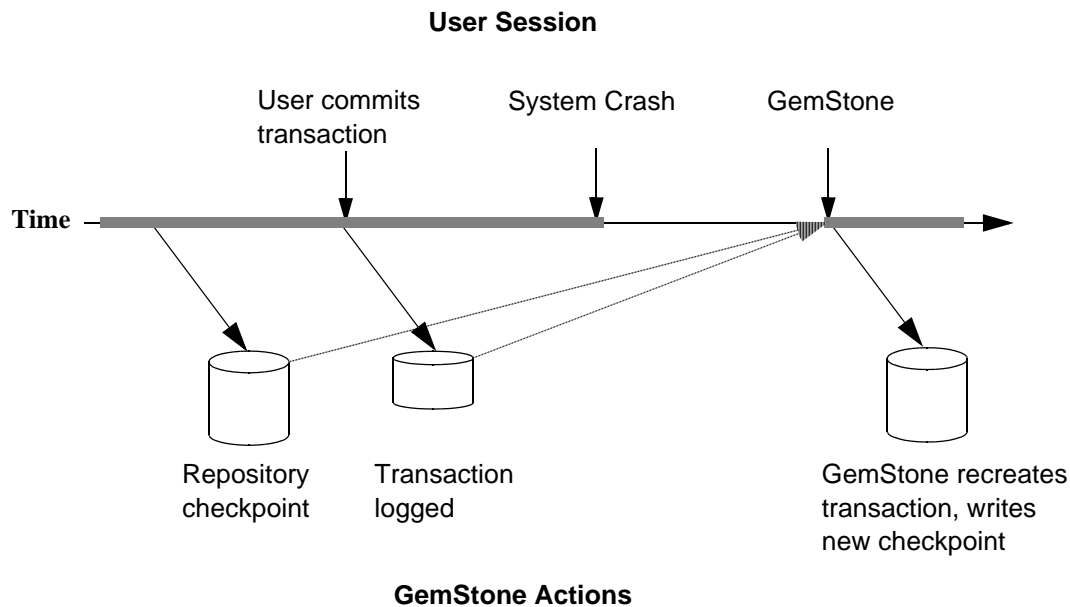 User Session
User commits
transaction
System Crash
GemStone
Time
Repository
checkpoint
Transaction
logged
GemStone recreates
transaction, writes
new checkpoint
GemStone Actions